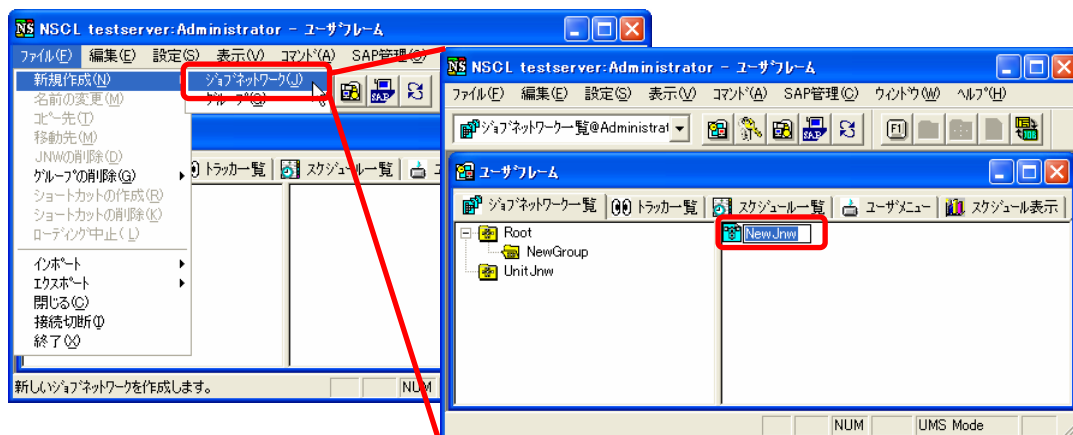 NSCL testserver:Administrator - ユーザフレーム
ファイル(F) 編集(E) 設定(S) 表示(V) コマンド(A) SAP管理(C)
新規作成(N)
名前の変更(M)
コピー先(T)
移動先(M)
JNWの削除(D)
グループの削除(G)
ショートカットの作成(R)
ショートカットの削除(K)
ローディング中止(L)
インポート
エクスポート
閉じる(C)
接続切断(I)
終了(X)
ジョブネットワーク(J)
グループ(G)
SAP
トラッカ一覧 スケジュール一覧
新しいジョブネットワークを作成します。 NUM
NSCL testserver:Administrator - ユーザフレーム
ファイル(F) 編集(E) 設定(S) 表示(V) コマンド(A) SAP管理(C) ウィンドウ(W) ヘルプ(H)
ジョブネットワーク一覧@Administrat SAP F1
ユーザフレーム
ジョブネットワーク一覧 トラッカ一覧 スケジュール一覧 ユーザメニュー スケジュール表示
Root
NewGroup
UnitJnw
NewJnw
NUM UMS Mode